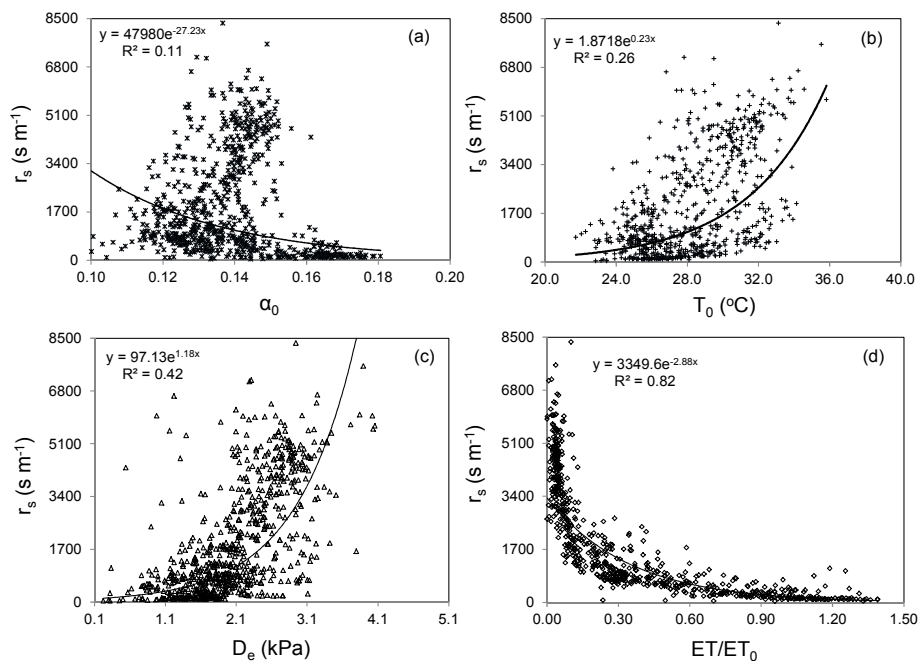 y = 47980e^-27.23x
R² = 0.11
(a)
8500
6800
5100
3400
1700
0
r_s (s m⁻¹)
0.10 0.12 0.14 0.16 0.18 0.20
α₀
y = 1.8718e^0.23x
R² = 0.26
(b)
8500
6800
5100
3400
1700
0
r_s (s m⁻¹)
20.0 24.0 28.0 32.0 36.0 40.0
T₀ (°C)
y = 97.13e^1.18x
R² = 0.42
(c)
8500
6800
5100
3400
1700
0
r_s (s m⁻¹)
0.1 1.1 2.1 3.1 4.1 5.1
D_e (kPa)
y = 3349.6e^-2.88x
R² = 0.82
(d)
8500
6800
5100
3400
1700
0
r_s (s m⁻¹)
0.00 0.30 0.60 0.90 1.20 1.50
ET/ET₀